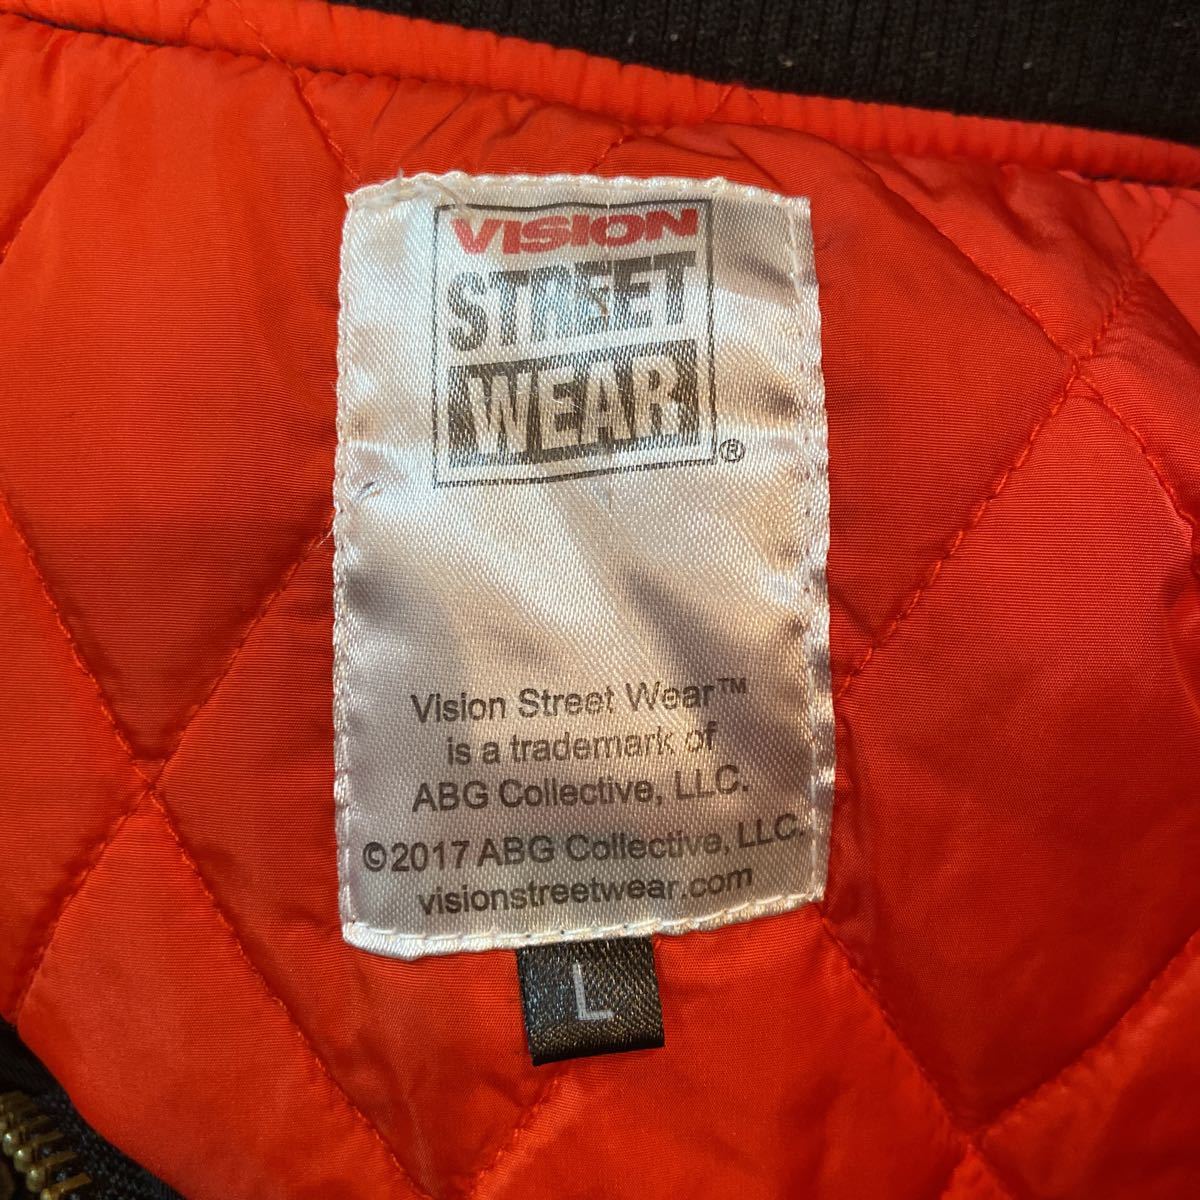 VISION
STREET
WEAR
®
Vision Street Wear™
is a trademark of
ABG Collective, LLC.
©2017 ABG Collective, LLC.
visionstreetwear.com
L